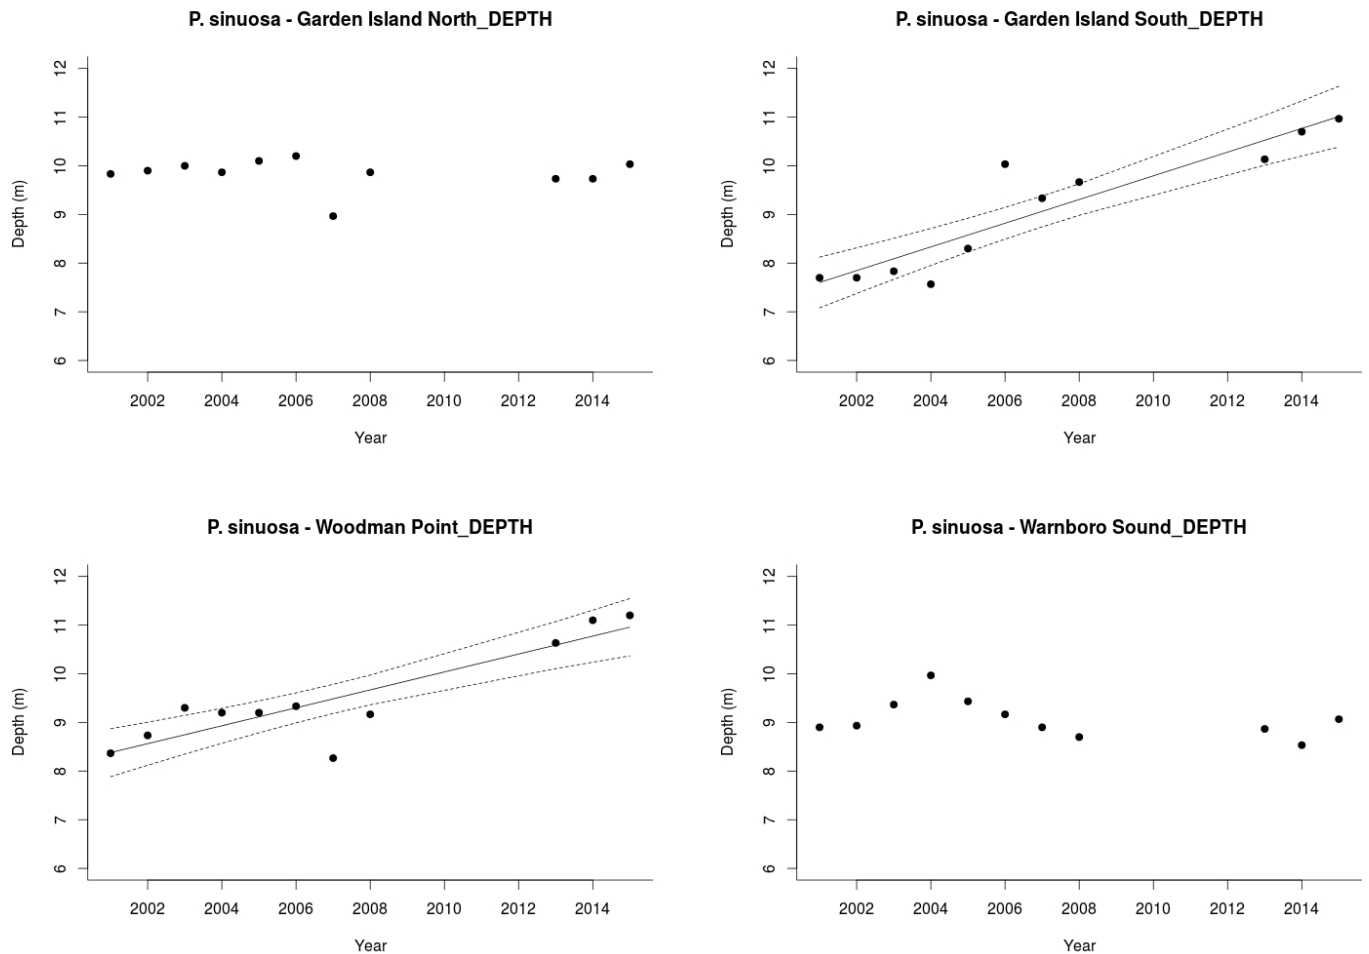 P. sinuosa - Garden Island North_DEPTH
12
11
10
9
8
7
6
Depth (m)
2002 2004 2006 2008 2010 2012 2014
Year
P. sinuosa - Garden Island South_DEPTH
12
11
10
9
8
7
6
Depth (m)
2002 2004 2006 2008 2010 2012 2014
Year
P. sinuosa - Woodman Point_DEPTH
12
11
10
9
8
7
6
Depth (m)
2002 2004 2006 2008 2010 2012 2014
Year
P. sinuosa - Warnboro Sound_DEPTH
12
11
10
9
8
7
6
Depth (m)
2002 2004 2006 2008 2010 2012 2014
Year